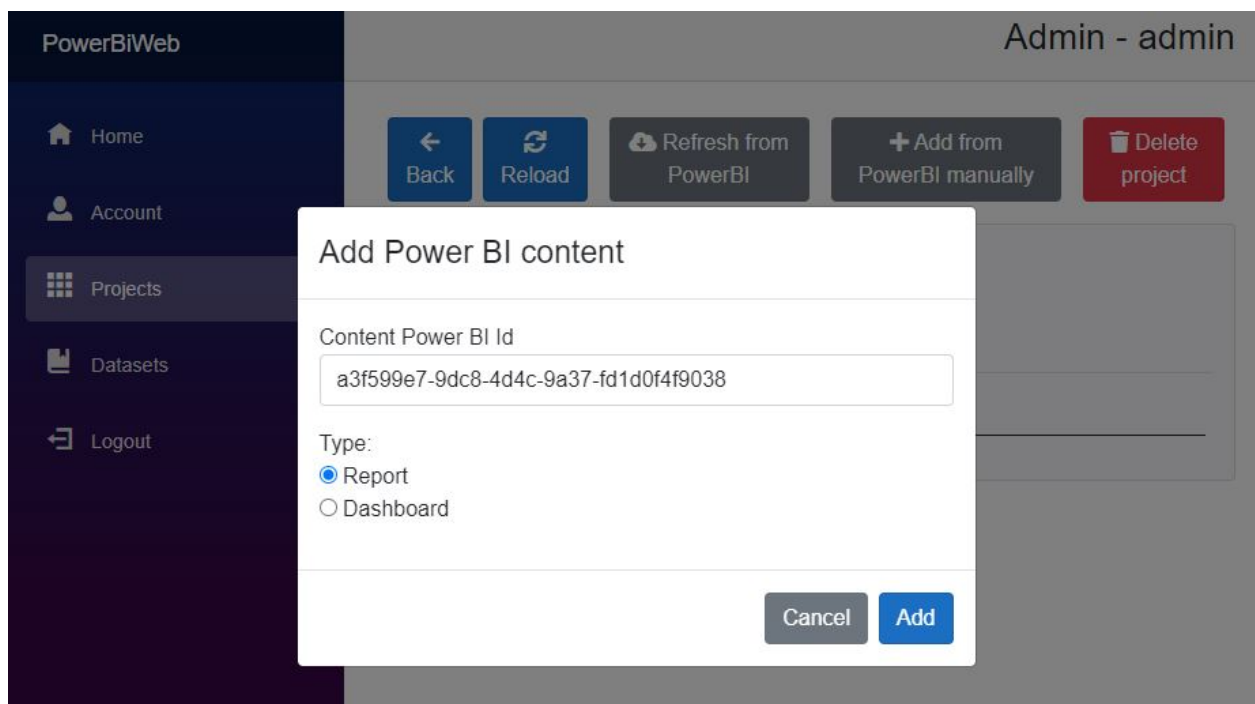 PowerBiWeb
Admin - admin
Home
Account
Projects
Datasets
Logout
Back
Reload
Refresh from
PowerBI
Add from
PowerBI manually
Delete
project
Add Power BI content
Content Power BI Id
a3f599e7-9dc8-4d4c-9a37-fd1d0f4f9038
Type:
Report
Dashboard
Cancel
Add